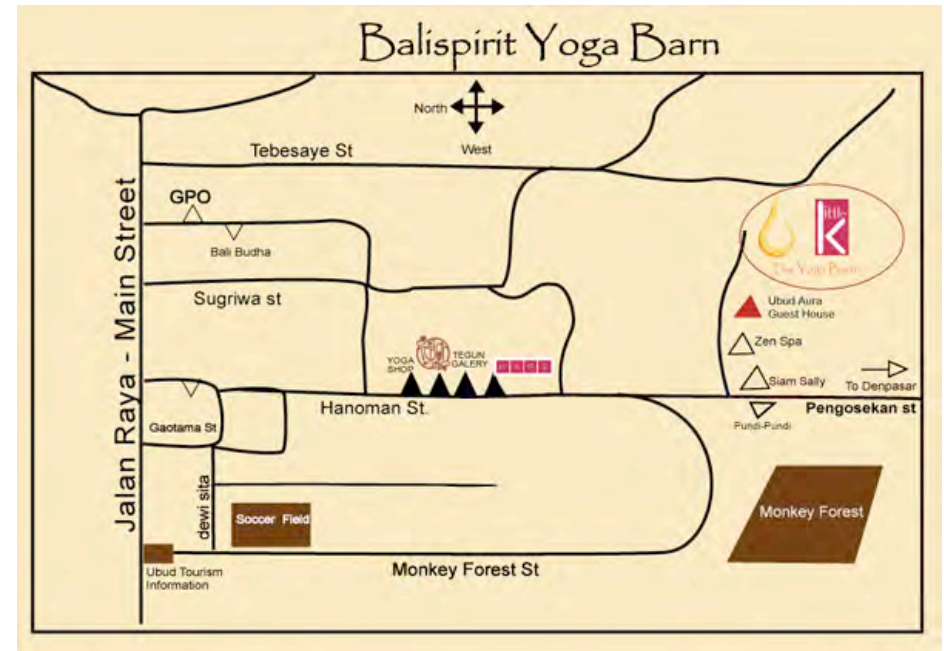 Balispirit Yoga Barn
North
West
Tebesaye St
GPO
Bali Budha
Sugriwa st
Jalan Raya - Main Street
little
k
The Yoga Barn
Ubud Aura
Guest House
Zen Spa
Siam Sally
To Denpasar
Pengosekan st
Pundi-Pundi
YOGA
SHOP
TEGUN
GALERY
Hanoman St.
Gaotama St
dewi sita
Soccer Field
Monkey Forest
Ubud Tourism
Information
Monkey Forest St